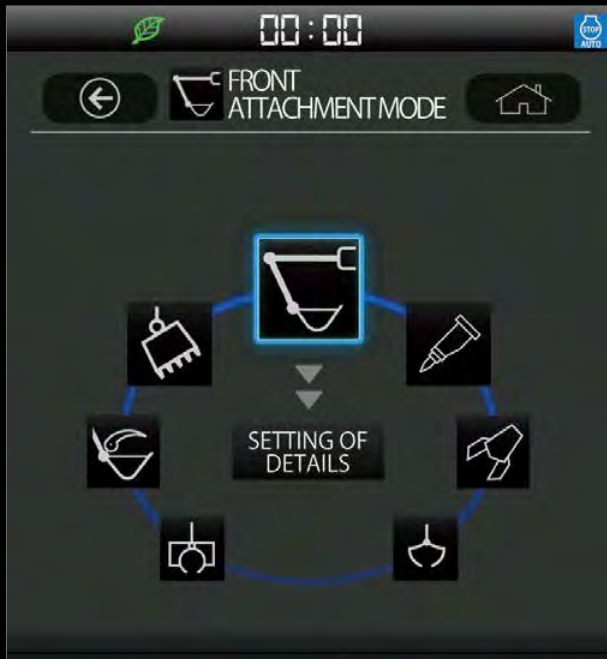 00:00
STOP
AUTO
FRONT
ATTACHMENT MODE
SETTING OF
DETAILS